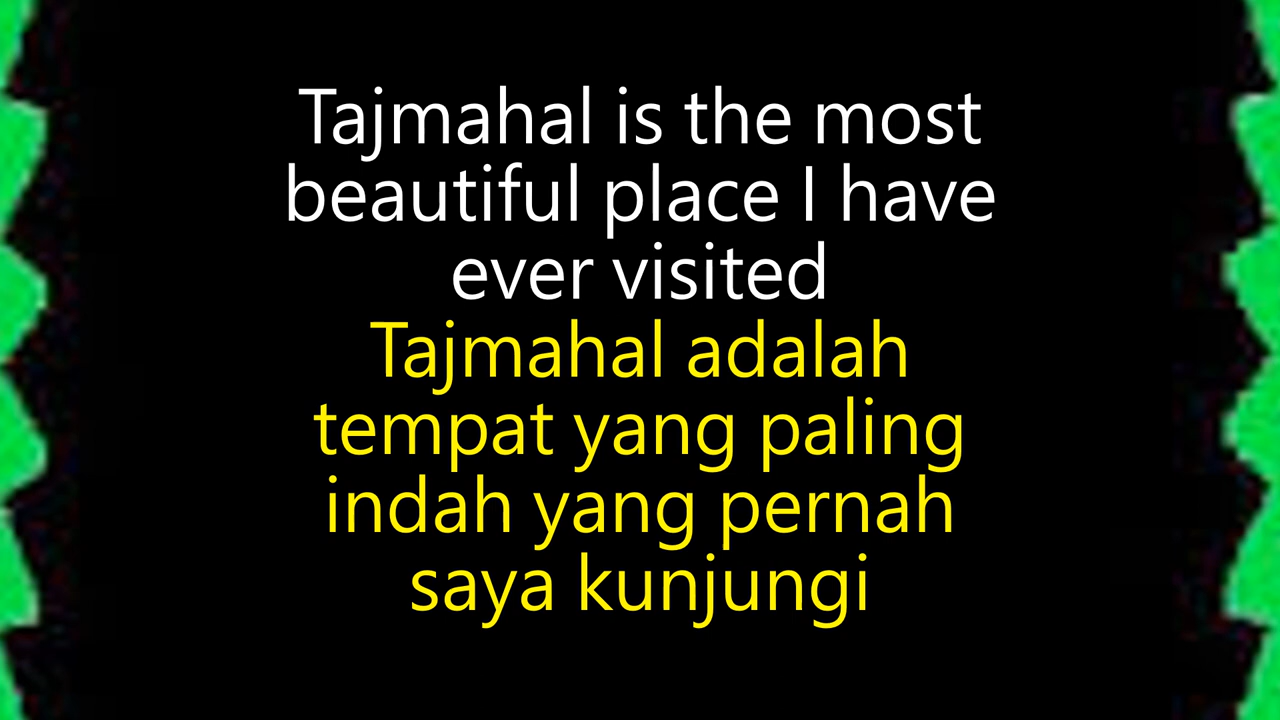 Tajmahal is the most
beautiful place I have
ever visited
Tajmahal adalah
tempat yang paling
indah yang pernah
saya kunjungi